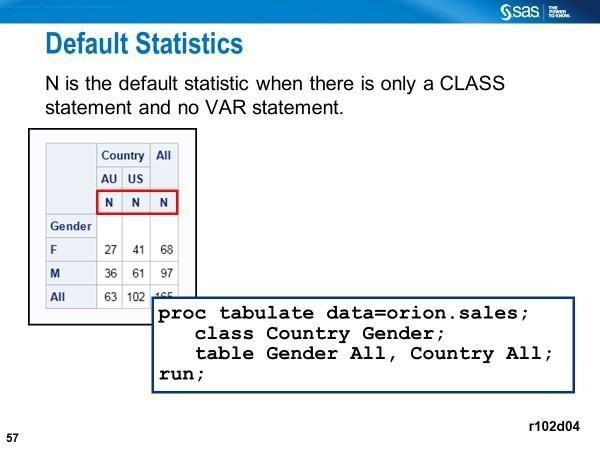 sas THE POWER TO KNOW.
Default Statistics
N is the default statistic when there is only a CLASS
statement and no VAR statement.
Country All
AU US
N N N
Gender
F 27 41 68
M 36 61 97
All 63 102 165
proc tabulate data=orion.sales;
class Country Gender;
table Gender All, Country All;
run;
57
r102d04